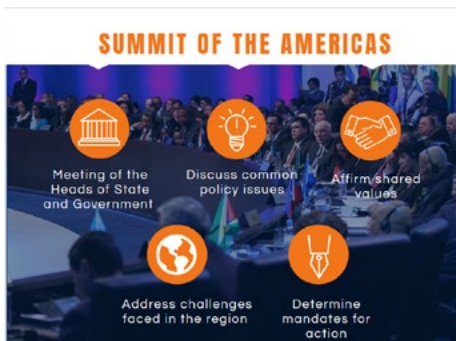 SUMMIT OF THE AMERICAS
Meeting of the
Heads of State
and Government
Discuss common
policy issues
Affirm shared
values
Address challenges
faced in the region
Determine
mandates for
action